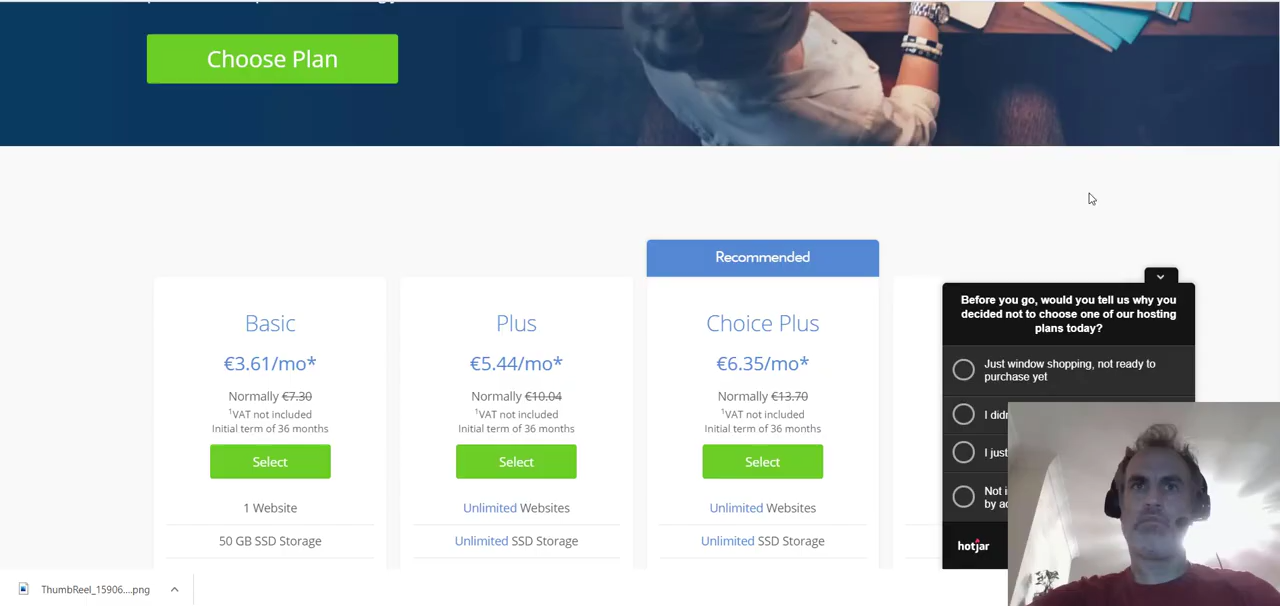 Choose Plan
Recommended
Basic
€3.61/mo*
Normally €7.30
¹VAT not included
Initial term of 36 months
Select
1 Website
50 GB SSD Storage
Plus
€5.44/mo*
Normally €10.04
¹VAT not included
Initial term of 36 months
Select
Unlimited Websites
Unlimited SSD Storage
Choice Plus
€6.35/mo*
Normally €13.70
¹VAT not included
Initial term of 36 months
Select
Unlimited Websites
Unlimited SSD Storage
Before you go, would you tell us why you
decided not to choose one of our hosting
plans today?
Just window shopping, not ready to
purchase yet
I
I just
Not
by
hotjar
ThumbReel_15906....png